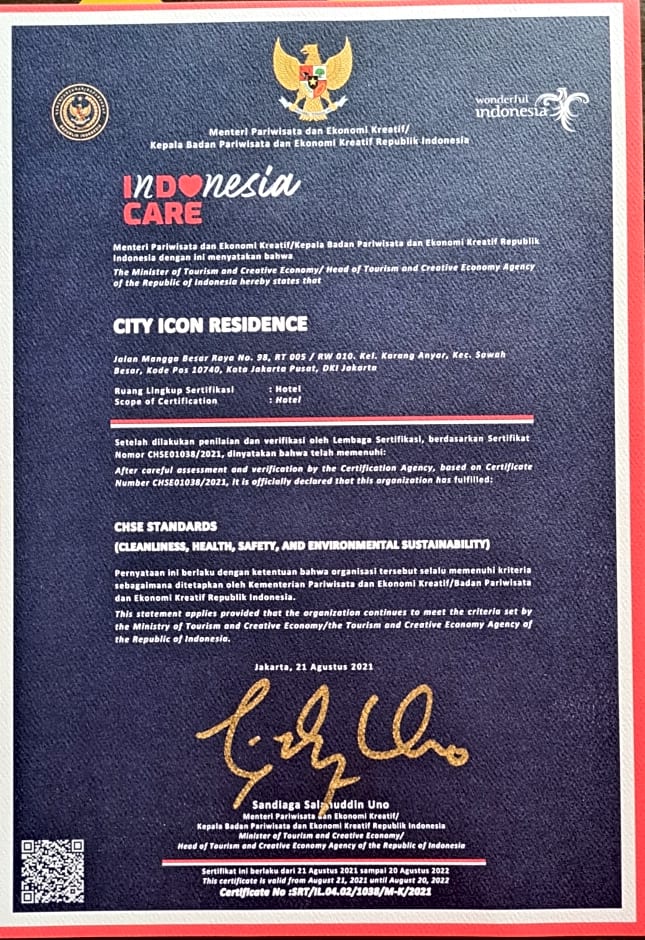 wonderful
indonesia
Menteri Pariwisata dan Ekonomi Kreatif/
Kepala Badan Pariwisata dan Ekonomi Kreatif Republik Indonesia
INDONesia
CARE
Menteri Pariwisata dan Ekonomi Kreatif/Kepala Badan Pariwisata dan Ekonomi Kreatif Republik
Indonesia dengan ini menyatakan bahwa
The Minister of Tourism and Creative Economy/ Head of Tourism and Creative Economy Agency
of the Republic of Indonesia hereby states that
CITY ICON RESIDENCE
Jalan Mangga Besar Raya No. 98, RT 005 / RW 010. Kel. Karang Anyar, Kec. Sawah
Besar, Kode Pos 10740, Kota Jakarta Pusat, DKI Jakarta
Ruang Lingkup Sertifikasi : Hotel
Scope of Certification : Hotel
Setelah dilakukan penilaian dan verifikasi oleh Lembaga Sertifikasi, berdasarkan Sertifikat
Nomor CHSE01038/2021, dinyatakan bahwa telah memenuhi:
After careful assessment and verification by the Certification Agency, based on Certificate
Number CHSE01038/2021, it is officially declared that this organization has fulfilled:
CHSE STANDARDS
(CLEANLINESS, HEALTH, SAFETY, AND ENVIRONMENTAL SUSTAINABILITY)
Pernyataan ini berlaku dengan ketentuan bahwa organisasi tersebut selalu memenuhi kriteria
sebagaimana ditetapkan oleh Kementerian Pariwisata dan Ekonomi Kreatif/Badan Pariwisata
dan Ekonomi Kreatif Republik Indonesia.
This statement applies provided that the organization continues to meet the criteria set by
the Ministry of Tourism and Creative Economy/the Tourism and Creative Economy Agency of
the Republic of Indonesia.
Jakarta, 21 Agustus 2021
Sandiaga Salahuddin Uno
Menteri Pariwisata dan Ekonomi Kreatif/
Kepala Badan Pariwisata dan Ekonomi Kreatif Republik Indonesia
Minister of Tourism and Creative Economy/
Head of Tourism and Creative Economy Agency of the Republic of Indonesia
Sertifikat ini berlaku dari 21 Agustus 2021 sampai 20 Agustus 2022
This certificate is valid from August 21, 2021 until August 20, 2022
Certificate No :SRT/IL.04.02/1038/M-K/2021